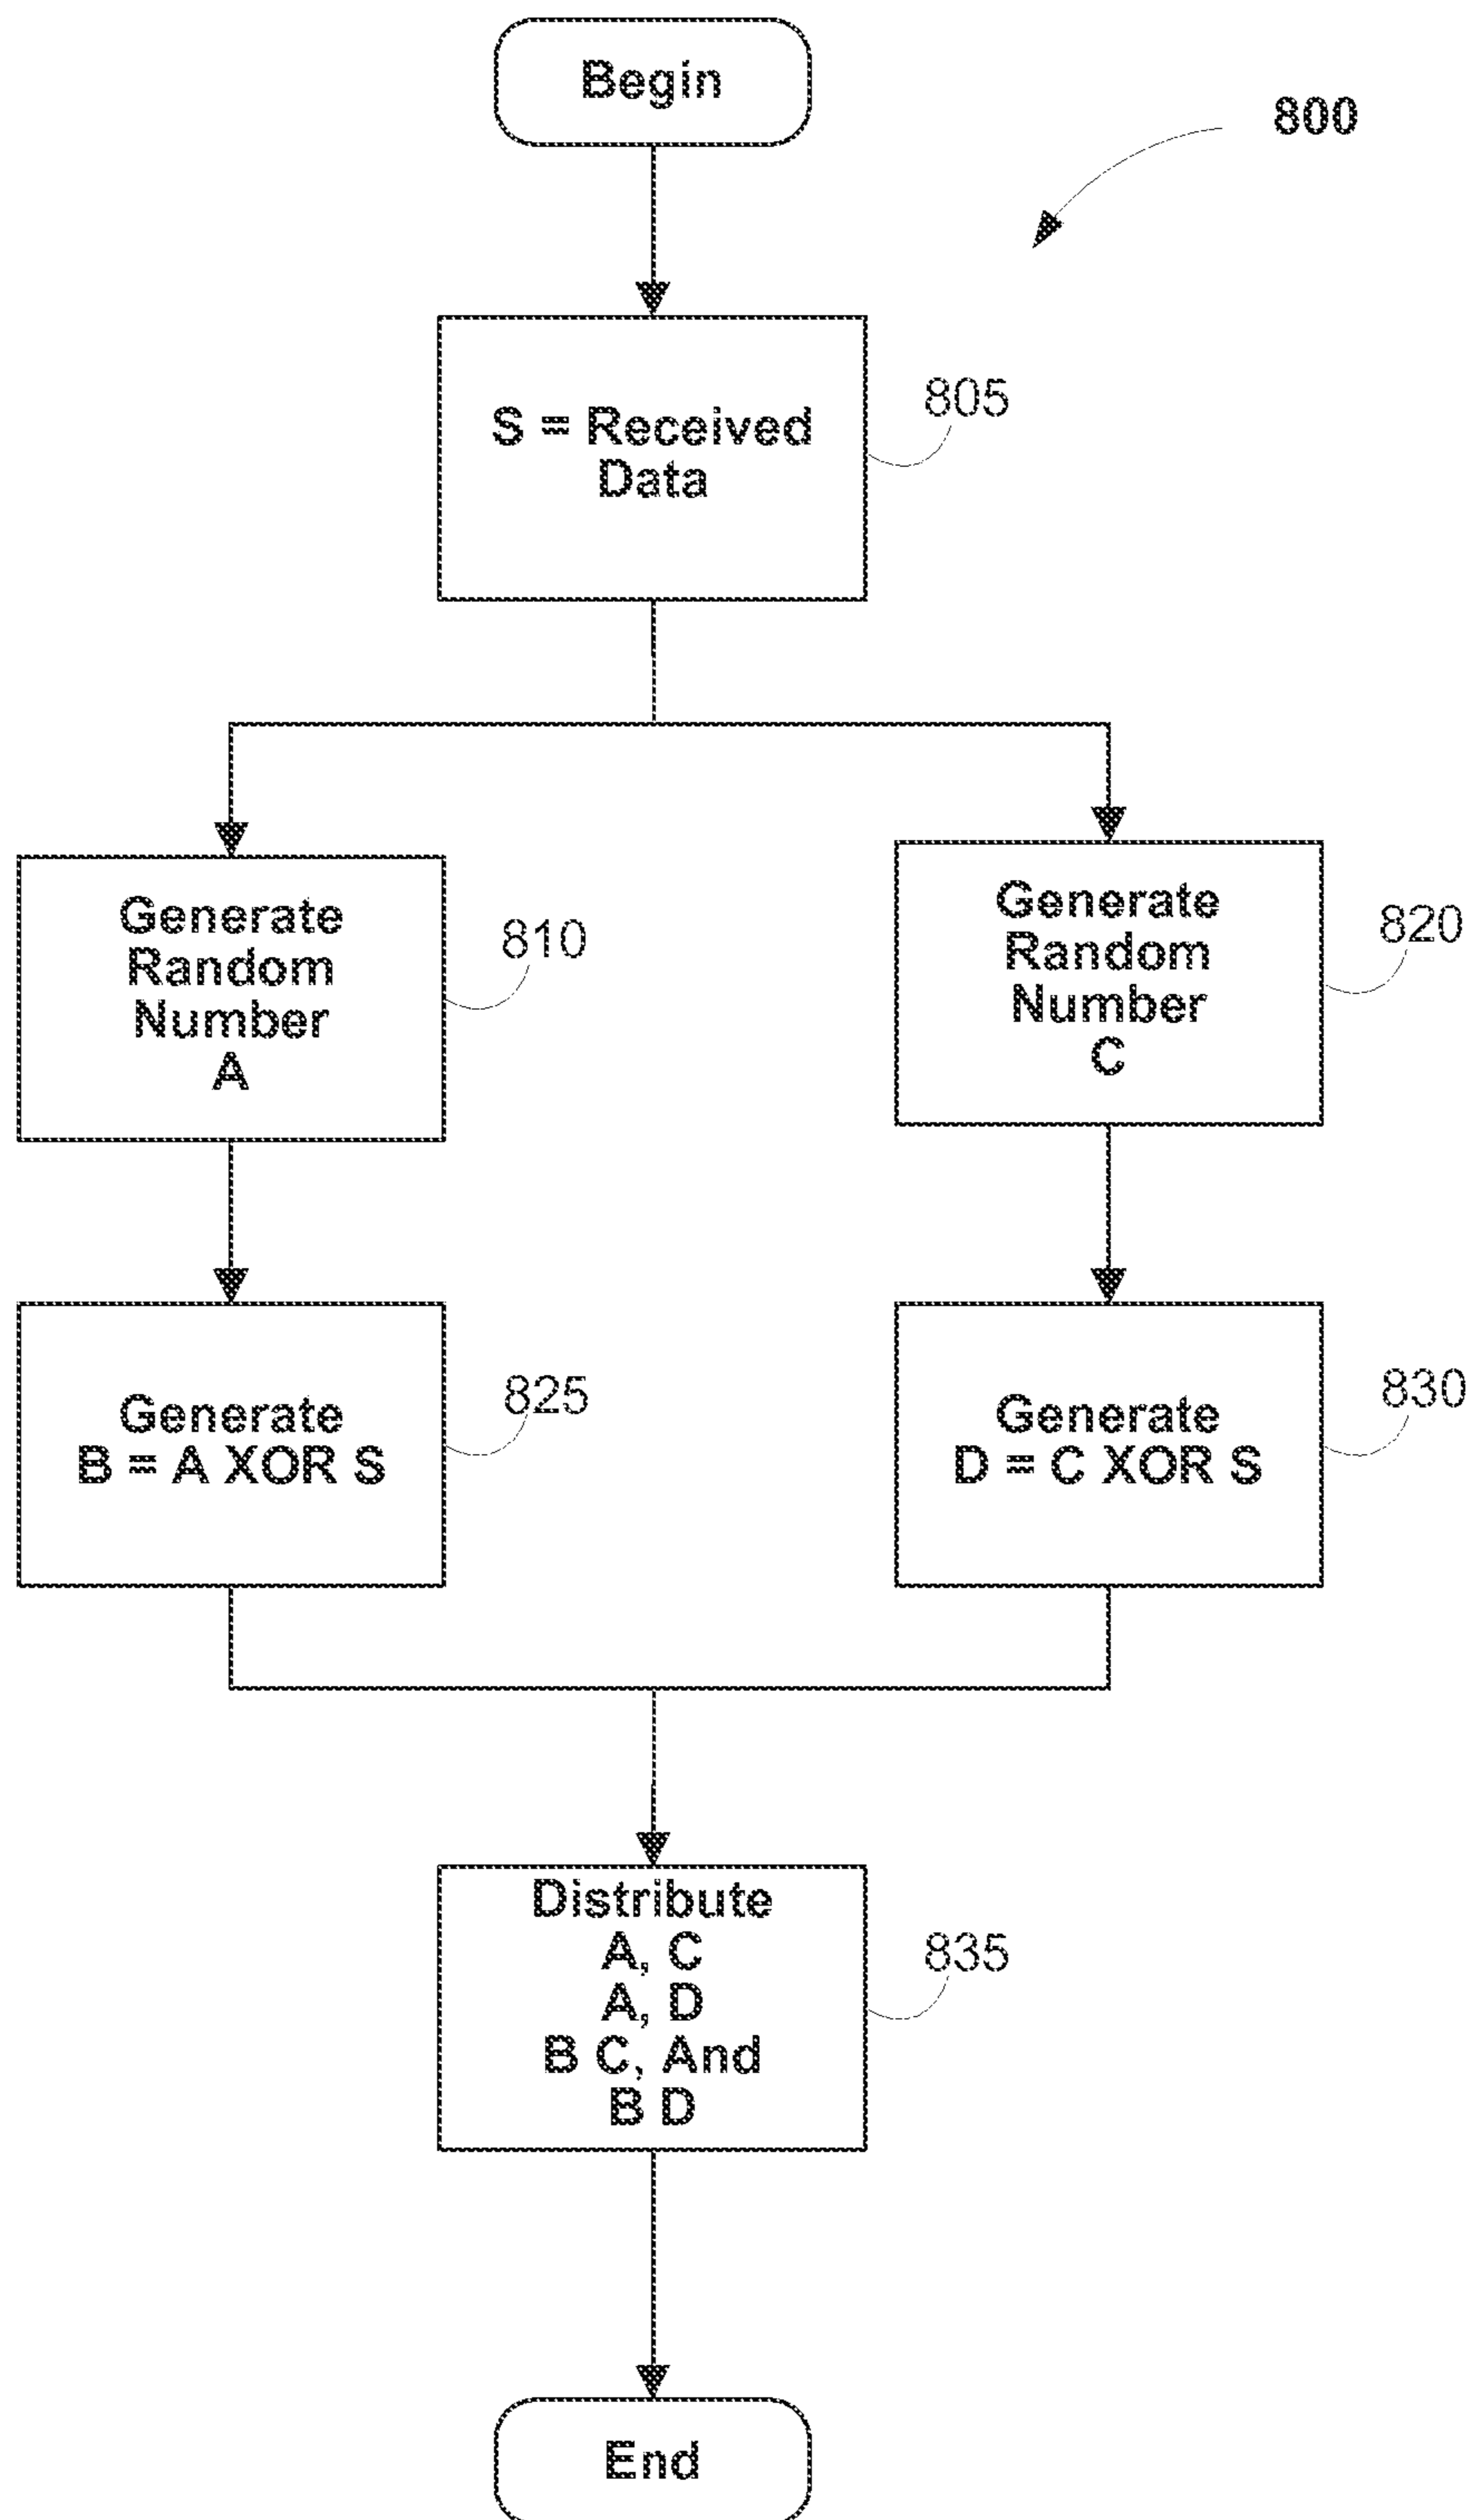 Begin
800
S = Received
Data
805
Generate
Random
Number
A
810
Generate
Random
Number
C
820
Generate
B = A XOR S
825
Generate
D = C XOR S
830
Distribute
A, C
A, D
B C, And
B D
835
End